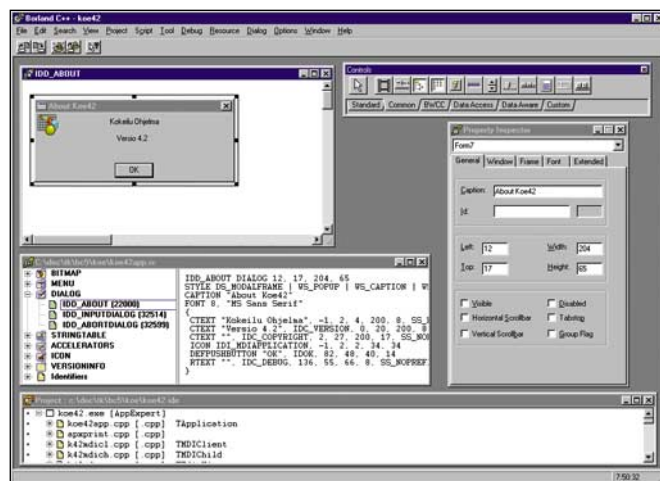 Borland C++ - koe42
File Edit Search View Project Script Tool Debug Resource Dialog Options Window Help
IDD_ABOUT
About Koe42
Kokeilu Ohjelma
Versio 4.2
OK
Controls
Standard Common BWCC Data Access Data Aware Custom
Property Inspector
Form7
General Window Frame Font Extended
Caption: About Koe42
Id:
Left: 12 Width: 204
Top: 17 Height: 65
Visible Disabled
Horizontal Scrollbar Tabstop
Vertical Scrollbar Group Flag
BITMAP
MENU
DIALOG
IDD_ABOUT (22000)
IDD_INPUTDIALOG (32514)
IDD_ABORTDIALOG (32599)
STRINGTABLE
ACCELERATORS
ICON
VERSIONINFO
Identifiers
IDD_ABOUT DIALOG 12, 17, 204, 65
STYLE DS_MODALFRAME | WS_POPUP | WS_CAPTION |
CAPTION "About Koe42"
FONT 8, "MS Sans Serif"
{
CTEXT "Kokeilu Ohjelma", -1, 2, 4, 200, 8,
CTEXT "Versio 4.2", IDC_VERSION, 0, 20, 200, 8
CTEXT "", IDC_COPYRIGHT, 2, 27, 200, 17,
ICON IDI_MDIAPPLICATION, -1, 2, 2, 34, 34
DEFPUSHBUTTON "OK", IDOK, 82, 48, 40, 14
RTEXT "", IDC_DEBUG, 136, 55, 66, 8,
}
koe42.exe [AppExpert]
koe42app.cpp [.cpp] TApplication
apxprint.cpp [.cpp]
k42mdicl.cpp [.cpp] TMDIClient
k42mdich.cpp [.cpp] TMDIChild
7:50:32